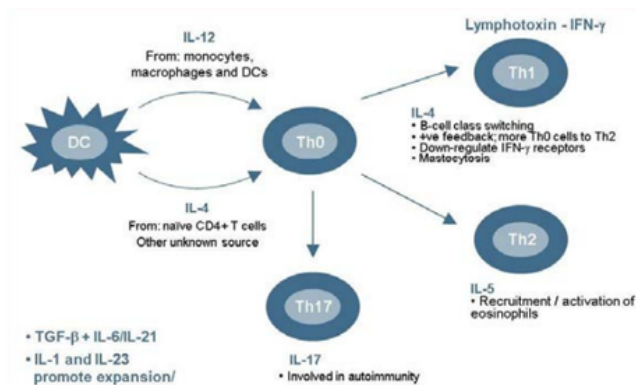 Lymphotoxin - IFN-γ
IL-12
From: monocytes,
macrophages and DCs
Th1
DC
Th0
IL-4
• B-cell class switching
• +ve feedback; more Th0 cells to Th2
• Down-regulate IFN-γ receptors
• Mastocytosis
IL-4
From: naïve CD4+ T cells
Other unknown source
Th2
IL-5
• Recruitment / activation of
eosinophils
Th17
• TGF-β + IL-6/IL-21
• IL-1 and IL-23
promote expansion/
IL-17
• Involved in autoimmunity